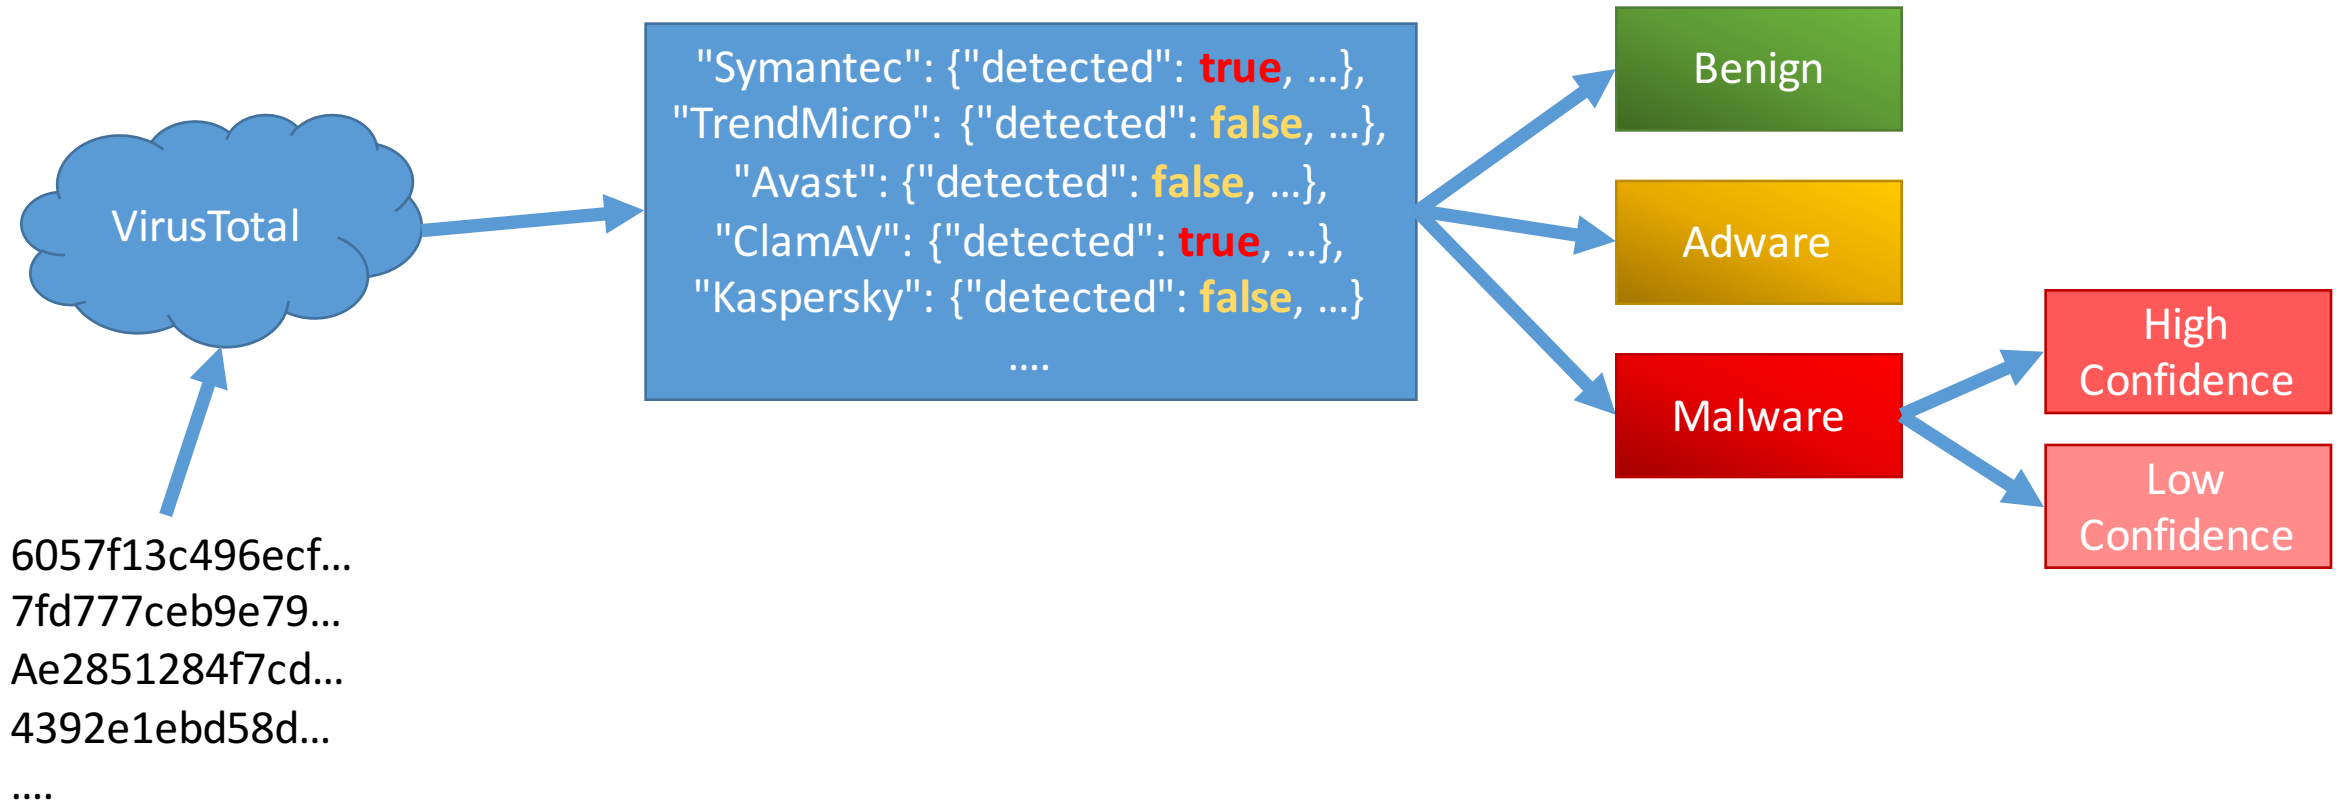 VirusTotal
6057f13c496ecf...
7fd777ceb9e79...
Ae2851284f7cd...
4392e1ebd58d...
....
"Symantec": {"detected": true, ...},
"TrendMicro": {"detected": false, ...},
"Avast": {"detected": false, ...},
"ClamAV": {"detected": true, ...},
"Kaspersky": {"detected": false, ...}
....
Benign
Adware
Malware
High
Confidence
Low
Confidence